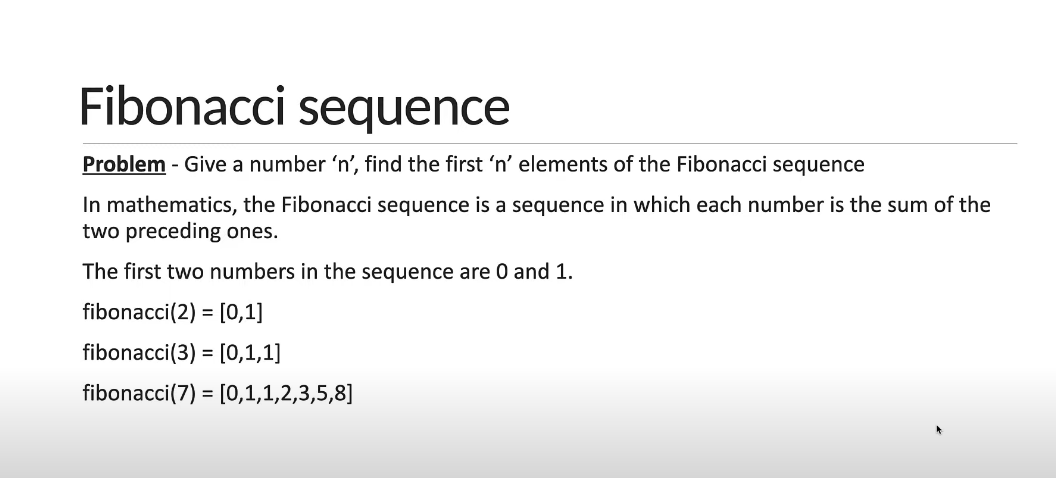 Fibonacci sequence
Problem - Give a number ‘n’, find the first ‘n’ elements of the Fibonacci sequence
In mathematics, the Fibonacci sequence is a sequence in which each number is the sum of the
two preceding ones.
The first two numbers in the sequence are 0 and 1.
fibonacci(2) = [0,1]
fibonacci(3) = [0,1,1]
fibonacci(7) = [0,1,1,2,3,5,8]